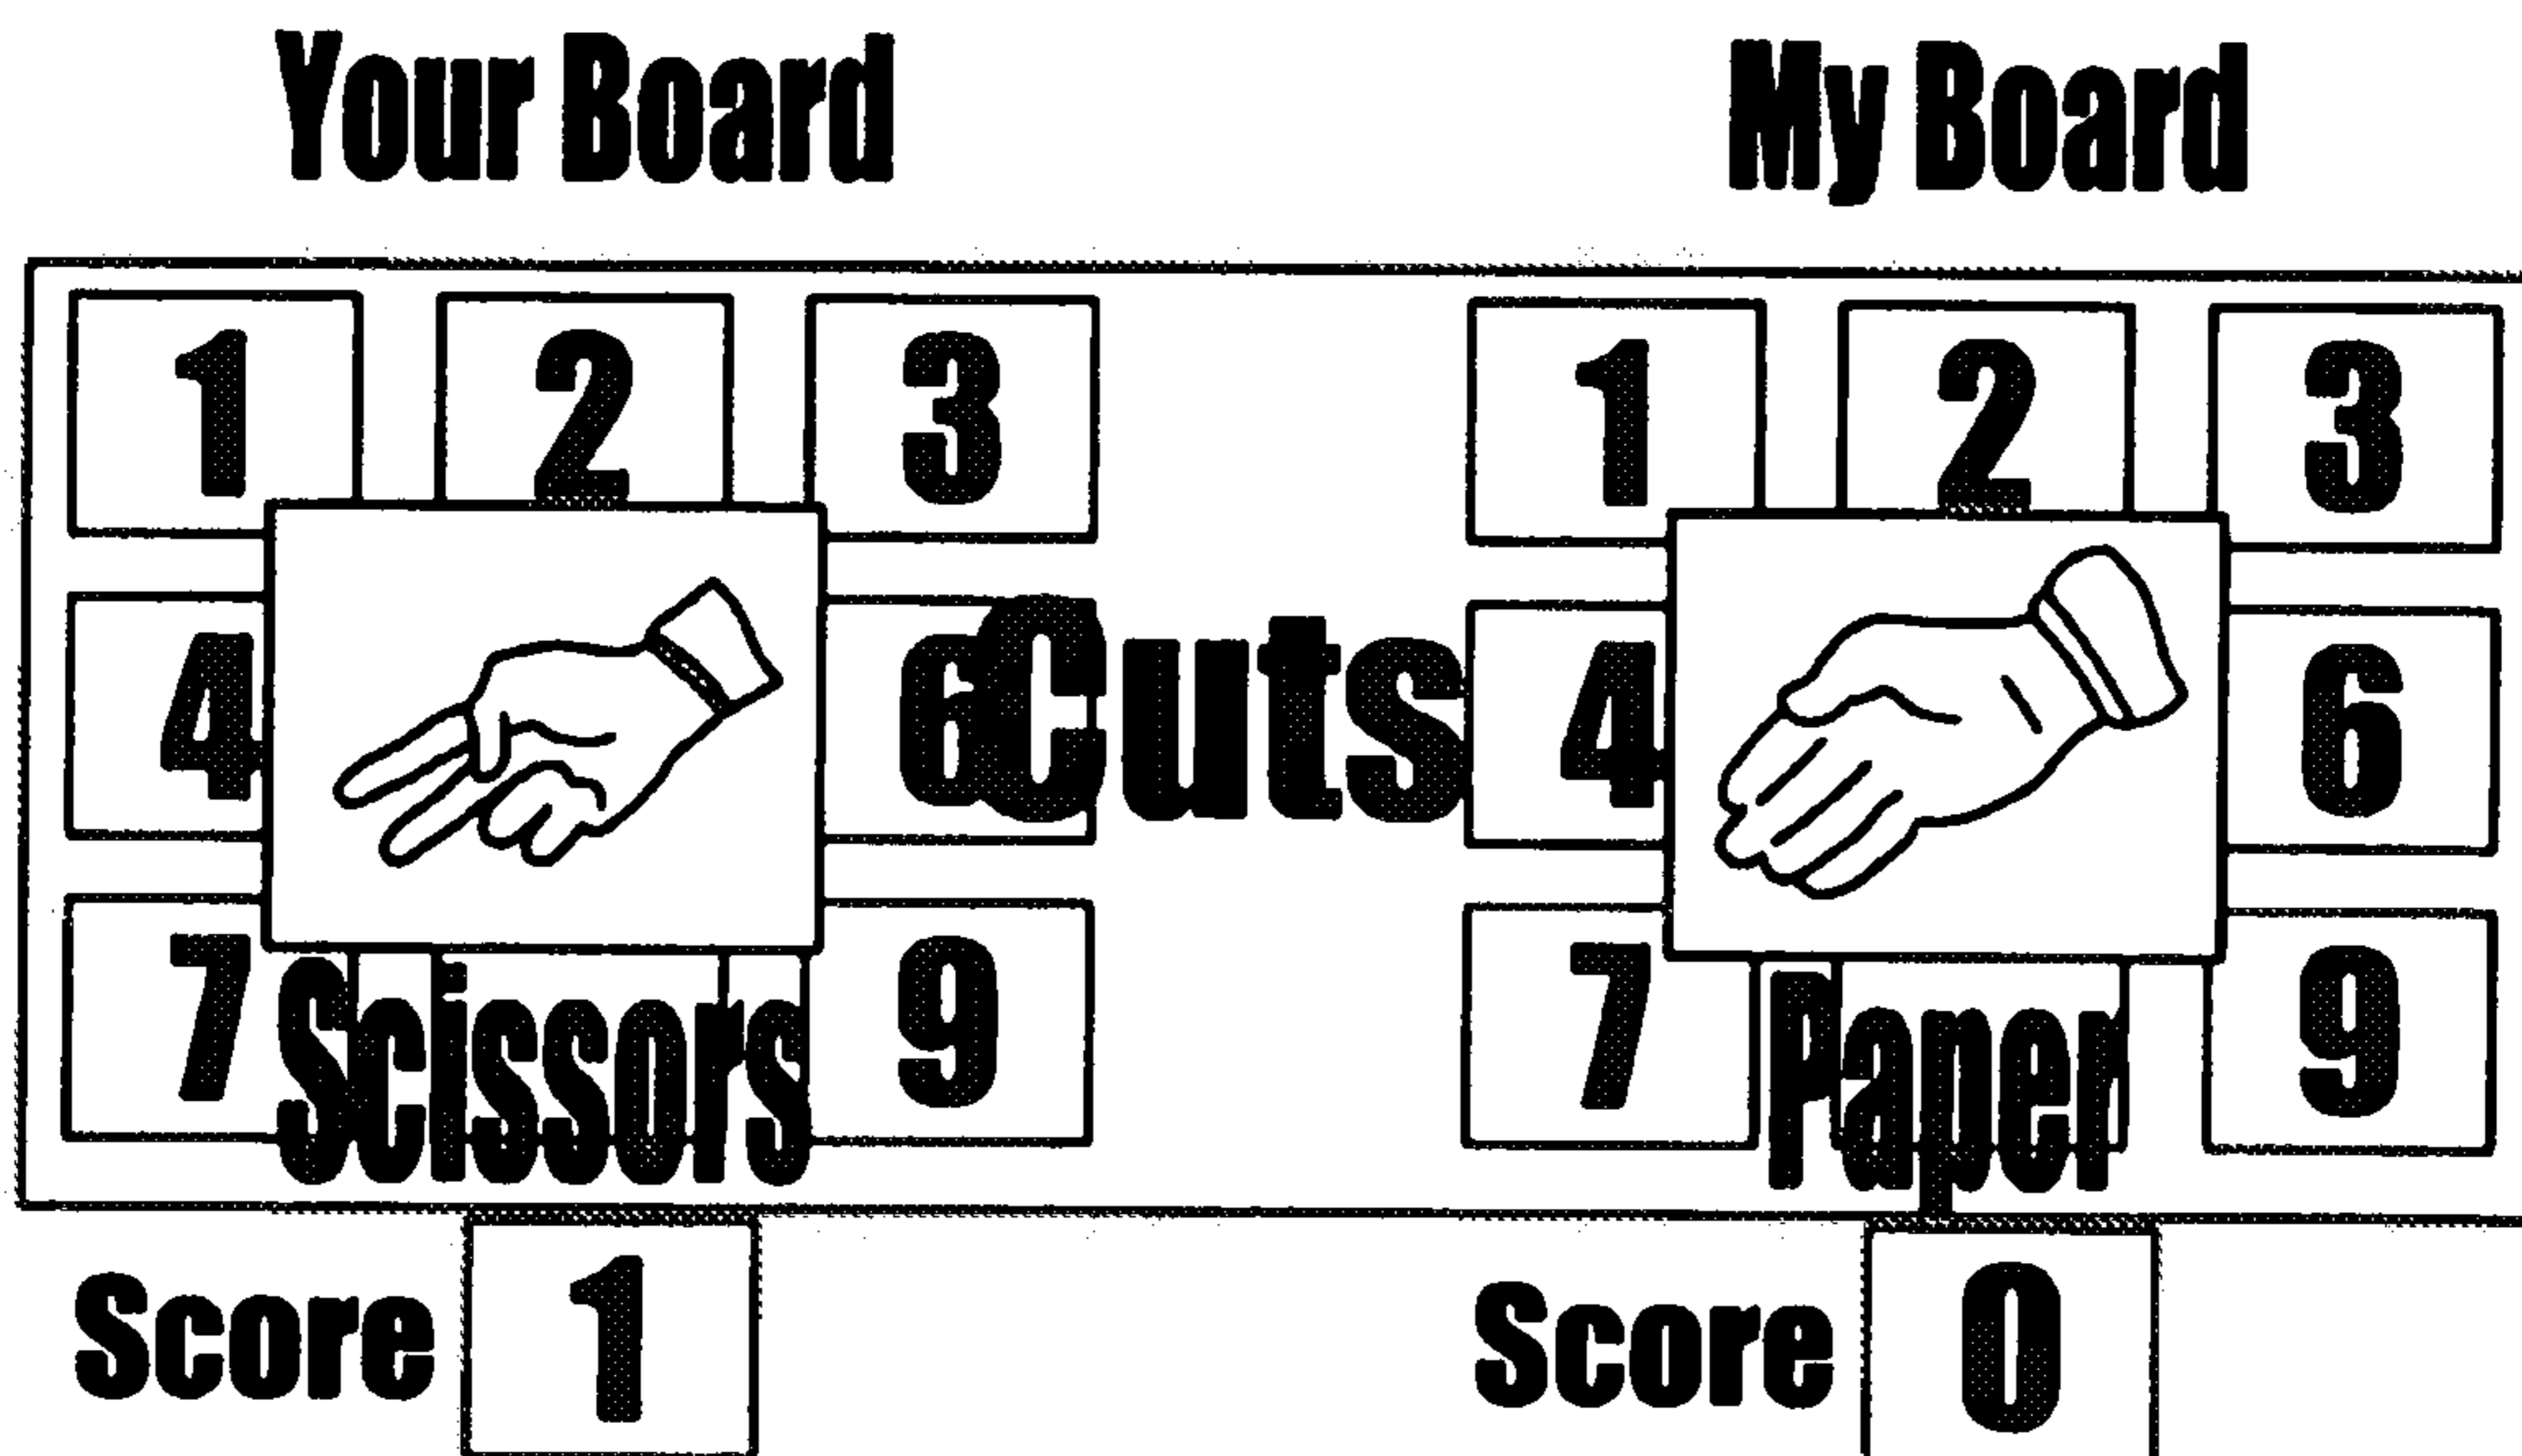 Your Board My Board
1 2 3 1 2 3
4 6 Cuts 4 6
7 Scissors 9 7 Paper 9
Score 1 Score 0